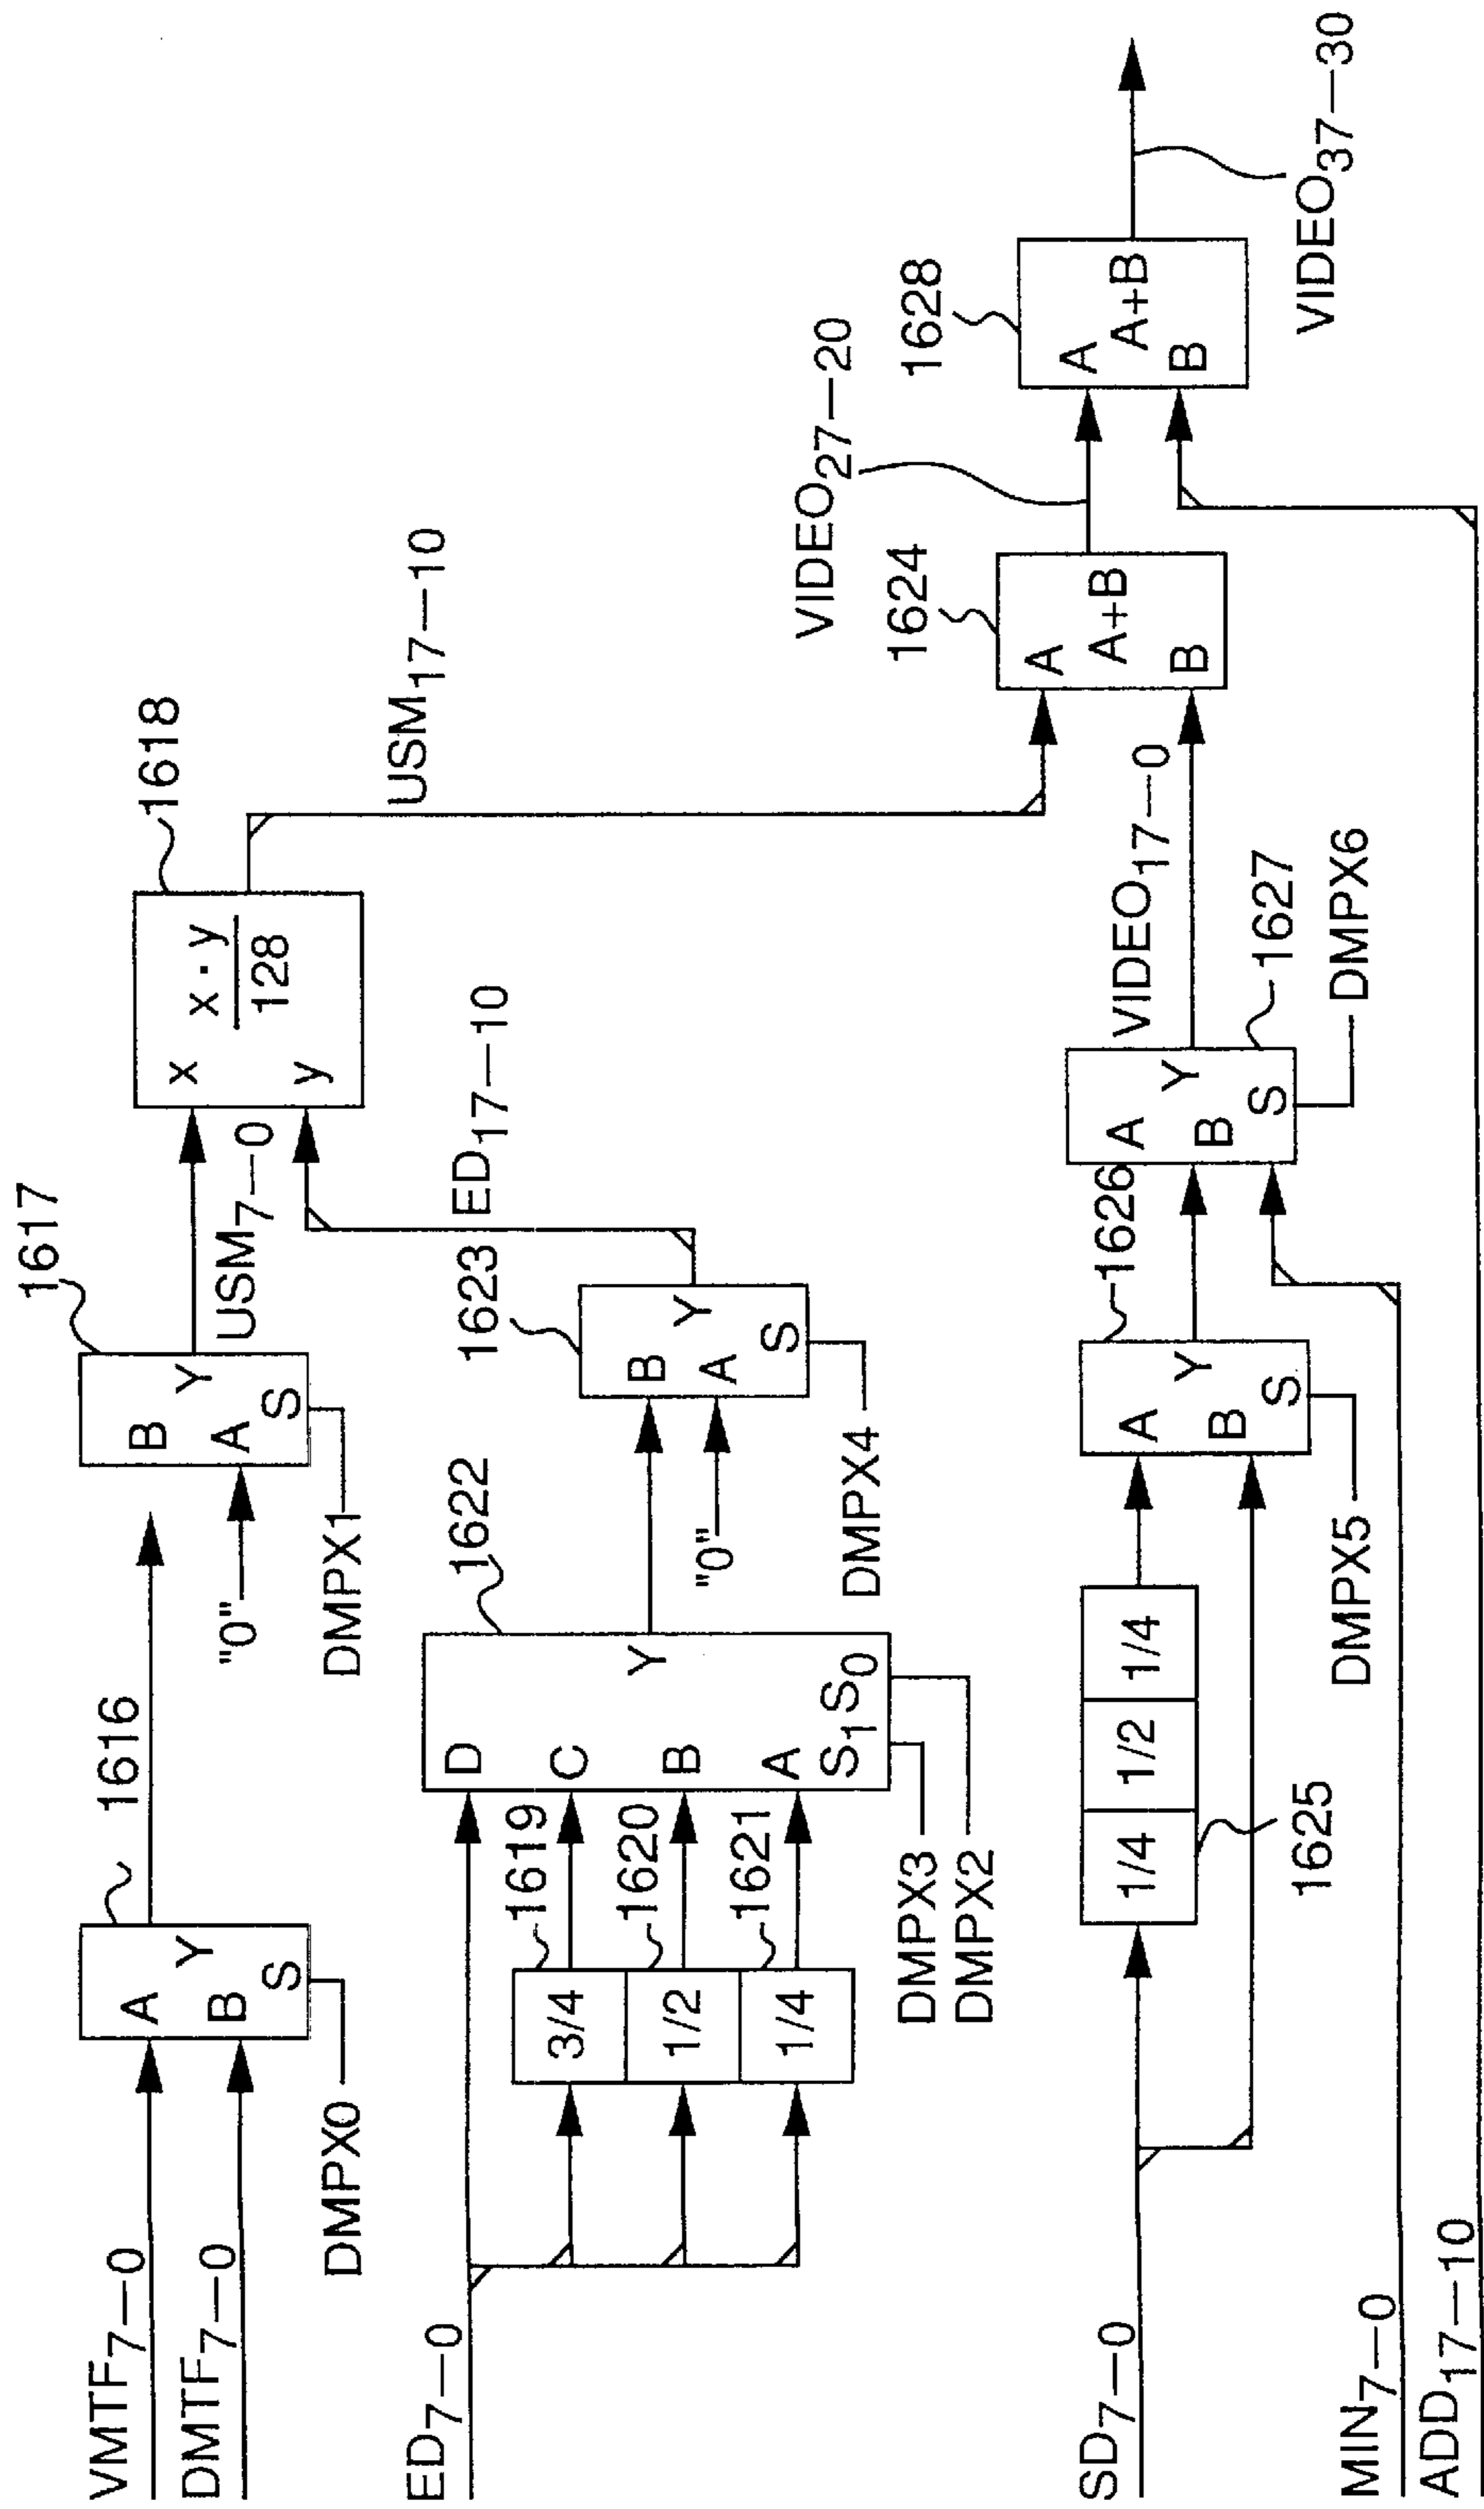 VMTF7—0
DMTF7—0
A
B
Y
S
DMPX0
1616
"0"
B
A
Y
S
1617
DMPX1
USM7—0
x
y
x · y
128
1618
USM17—10
ED7—0
3/4
1/2
1/4
1619
1620
1621
D
C
B
A
Y
S1S0
1622
DMPX3
DMPX2
"0"
B
A
Y
S
1623
DMPX4
ED17—10
SD7—0
1/4
1/2
1/4
1625
A
B
Y
S
1626
DMPX5
A
B
Y
S
1627
DMPX6
VIDEO17—0
A
A+B
B
1624
VIDEO27—20
A
A+B
B
1628
VIDEO37—30
MIN7—0
ADD17—10